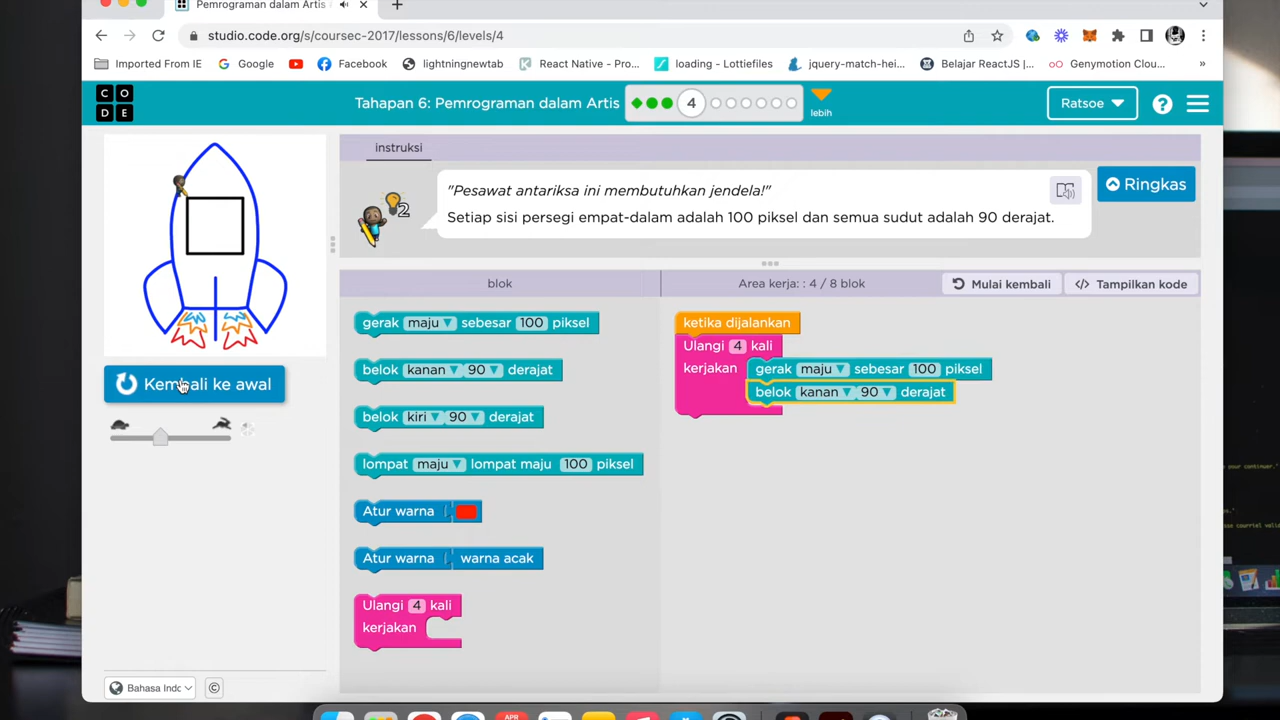 Pemrograman dalam Artis
studio.code.org/s/coursec-2017/lessons/6/levels/4
Imported From IE
Google
Facebook
lightningnewtab
React Native - Pro...
loading - Lottiefiles
jquery-match-hei...
Belajar ReactJS |...
Genymotion Clou...
»
C O
D E
Tahapan 6: Pemrograman dalam Artis
4
lebih
Ratsoe
?
instruksi
2
"Pesawat antariksa ini membutuhkan jendela!"
Setiap sisi persegi empat-dalam adalah 100 piksel dan semua sudut adalah 90 derajat.
Ringkas
Kembali ke awal
blok
Area kerja: : 4 / 8 blok
Mulai kembali
</> Tampilkan kode
gerak maju sebesar 100 piksel
belok kanan 90 derajat
belok kiri 90 derajat
lompat maju lompat maju 100 piksel
Atur warna
Atur warna warna acak
Ulangi 4 kali
kerjakan
ketika dijalankan
Ulangi 4 kali
kerjakan gerak maju sebesar 100 piksel
belok kanan 90 derajat
Bahasa Indc
©
APR